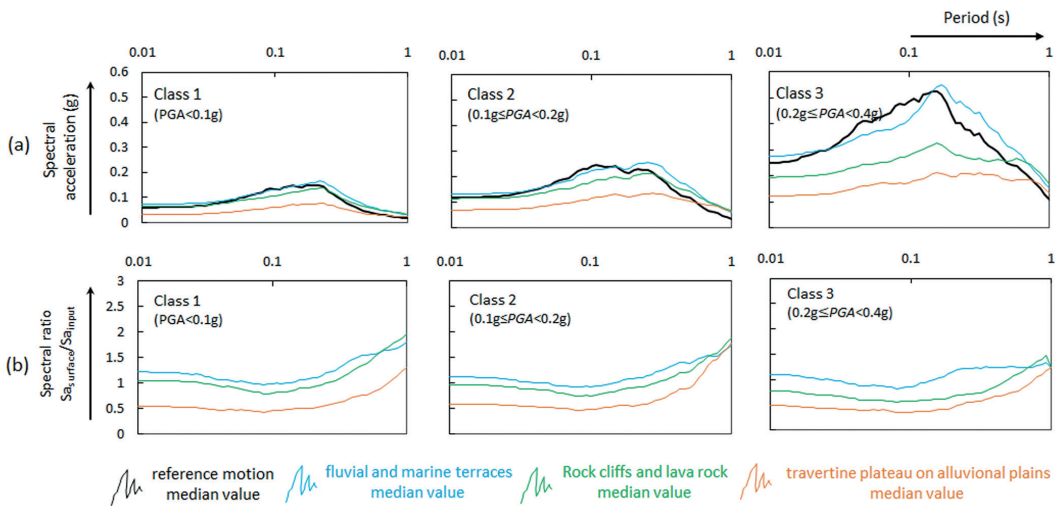 Period (s)
0.01 0.1 1
0.01 0.1 1
0.01 0.1 1
(a)
Spectral
acceleration (g)
0.6
0.5
0.4
0.3
0.2
0.1
0
Class 1
(PGA<0.1g)
Class 2
(0.1g≤PGA<0.2g)
Class 3
(0.2g≤PGA<0.4g)
0.01 0.1 1
0.01 0.1 1
0.01 0.1 1
(b)
Spectral ratio
Sasurface/Sainput
3
2.5
2
1.5
1
0.5
0
Class 1
(PGA<0.1g)
Class 2
(0.1g≤PGA<0.2g)
Class 3
(0.2g≤PGA<0.4g)
reference motion
median value
fluvial and marine terraces
median value
Rock cliffs and lava rock
median value
travertine plateau on alluvional plains
median value